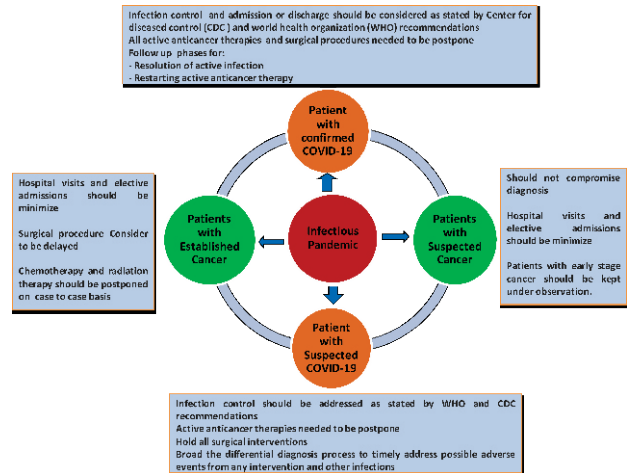 Infection control and admission or discharge should be considered as stated by Center for
diseased control (CDC) and world health organization (WHO) recommendations
All active anticancer therapies and surgical procedures needed to be postpone
Follow up phases for:
- Resolution of active infection
- Restarting active anticancer therapy
Patient
with
confirmed
COVID-19
Hospital visits and elective
admissions should be
minimize
Surgical procedure Consider
to be delayed
Chemotherapy and radiation
therapy should be postponed
on case to case basis
Patients
with
Established
Cancer
Infectious
Pandemic
Patients
with
Suspected
Cancer
Should not compromise
diagnosis
Hospital visits and
elective admissions
should be minimize
Patients with early stage
cancer should be kept
under observation.
Patient
with
Suspected
COVID-19
Infection control should be addressed as stated by WHO and CDC
recommendations
Active anticancer therapies needed to be postpone
Hold all surgical interventions
Broad the differential diagnosis process to timely address possible adverse
events from any intervention and other infections